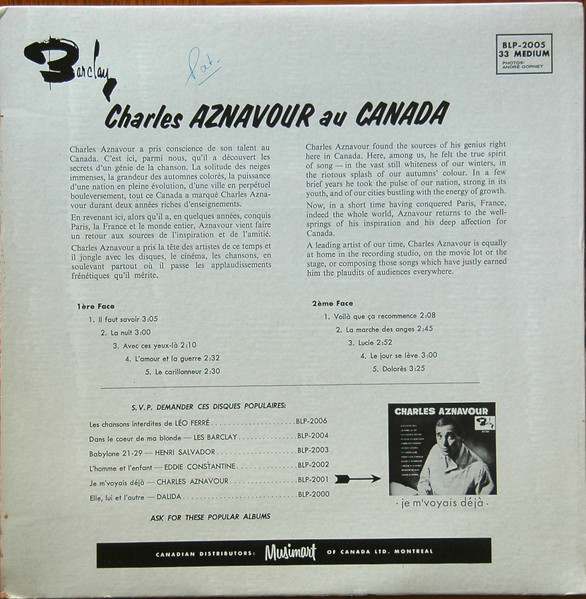 Barclay
Pat.
BLP-2005
33 MEDIUM
PHOTOS:
ANDRÉ GORNET
Charles AZNAVOUR au CANADA
Charles Aznavour a pris conscience de son talent au
Canada. C'est ici, parmi nous, qu'il a découvert les
secrets d'un génie de la chanson. La solitude des neiges
immenses, la grandeur des automnes colorés, la puissance
d'une nation en pleine évolution, d'une ville en perpétuel
bouleversement, tout ce Canada a marqué Charles Azna-
vour durant deux années riches d'enseignements.
En revenant ici, alors qu'il a, en quelques années, conquis
Paris, la France et le monde entier, Aznavour vient faire
un retour aux sources de l'inspiration et de l'amitié.
Charles Aznavour a pris la tête des artistes de ce temps et
il jongle avec les disques, le cinéma, les chansons, en
soulevant partout où il passe les applaudissements
frénétiques qu'il mérite.
Charles Aznavour found the sources of his genius right
here in Canada. Here, among us, he felt the true spirit
of song — in the vast still whiteness of our winters, in
the riotous splash of our autumns' colour. In a few
brief years he took the pulse of our nation, strong in its
youth, and of our cities bustling with the energy of growth.
Now, in a short time having conquered Paris, France,
indeed the whole world, Aznavour returns to the well-
springs of his inspiration and his deep affection for
Canada.
A leading artist of our time, Charles Aznavour is equally
at home in the recording studio, on the movie lot or the
stage, or composing those songs which have justly earned
him the plaudits of audiences everywhere.
1ère Face
1. Il faut savoir 3:05
2. La nuit 3:00
3. Avec ces yeux-là 2:10
4. L'amour et la guerre 2:32
5. Le carillonneur 2:30
2ème Face
1. Voilà que ça recommence 2:08
2. La marche des anges 2:45
3. Lucie 2:52
4. Le jour se lève 3:00
5. Dolorès 3:25
S.V.P. DEMANDER CES DISQUES POPULAIRES:
Les chansons interdites de LÉO FERRÉ . . . . . . . . . . . . . . . . . . . BLP-2006
Dans le coeur de ma blonde — LES BARCLAY . . . . . . . . . . . . . BLP-2004
Babylone 21-29 — HENRI SALVADOR . . . . . . . . . . . . . . . . . . BLP-2003
L'homme et l'enfant — EDDIE CONSTANTINE . . . . . . . . . . . . . BLP-2002
Je m'voyais déjà — CHARLES AZNAVOUR . . . . . . . . . . . . . . . BLP-2001
Elle, lui et l'autre — DALIDA . . . . . . . . . . . . . . . . . . . . . . . . BLP-2000
ASK FOR THESE POPULAR ALBUMS
CHARLES AZNAVOUR
· je m'voyais déjà ·
CANADIAN DISTRIBUTORS: Musimart OF CANADA LTD. MONTREAL